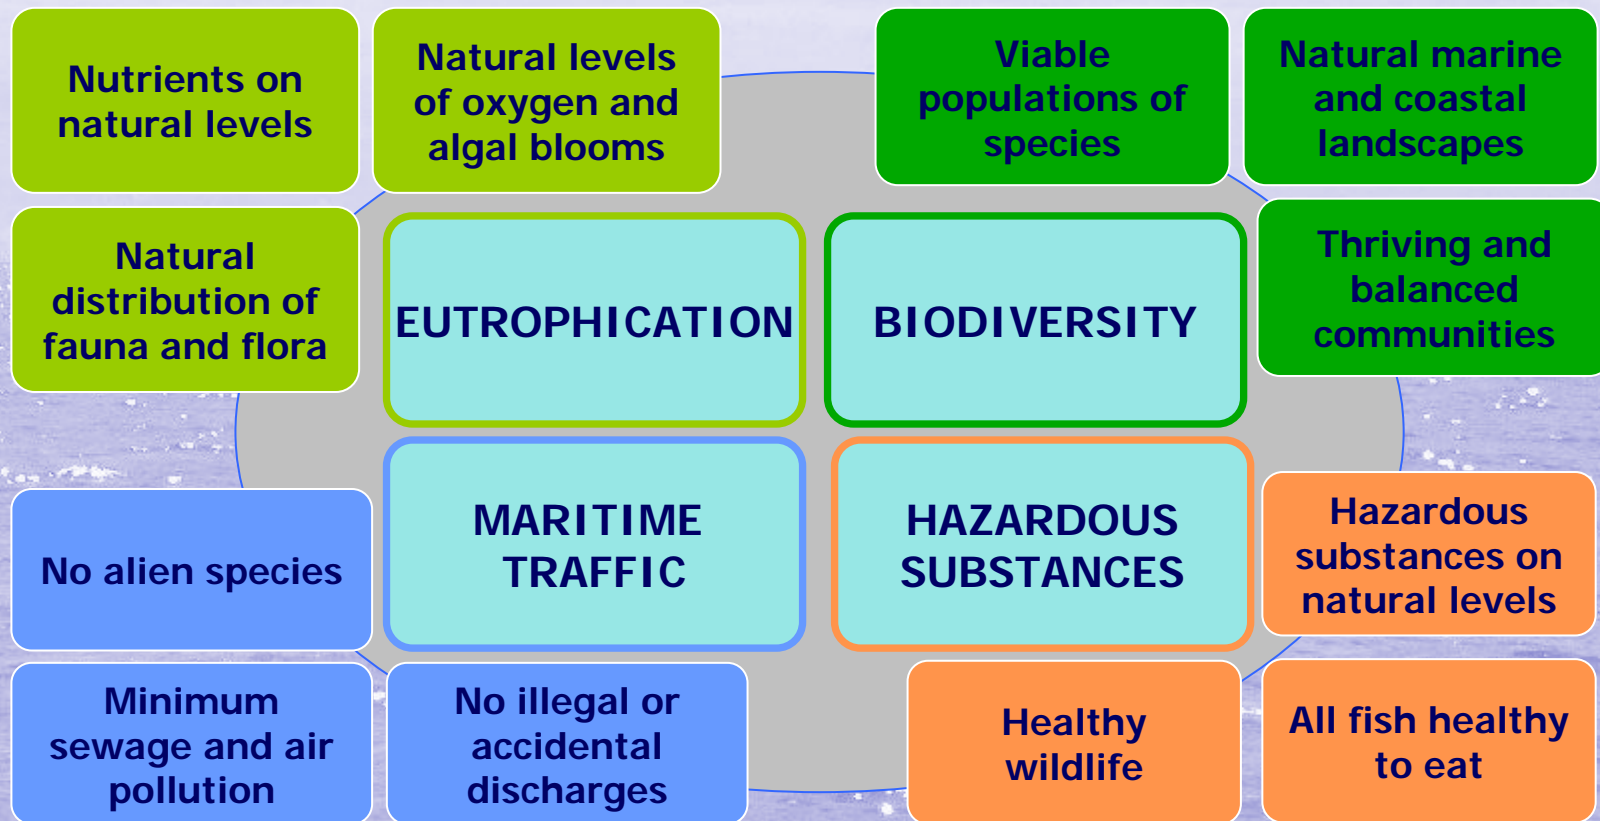 Nutrients on
natural levels
Natural levels
of oxygen and
algal blooms
Viable
populations of
species
Natural marine
and coastal
landscapes
Natural
distribution of
fauna and flora
EUTROPHICATION
BIODIVERSITY
Thriving and
balanced
communities
No alien species
MARITIME
TRAFFIC
HAZARDOUS
SUBSTANCES
Hazardous
substances on
natural levels
Minimum
sewage and air
pollution
No illegal or
accidental
discharges
Healthy
wildlife
All fish healthy
to eat